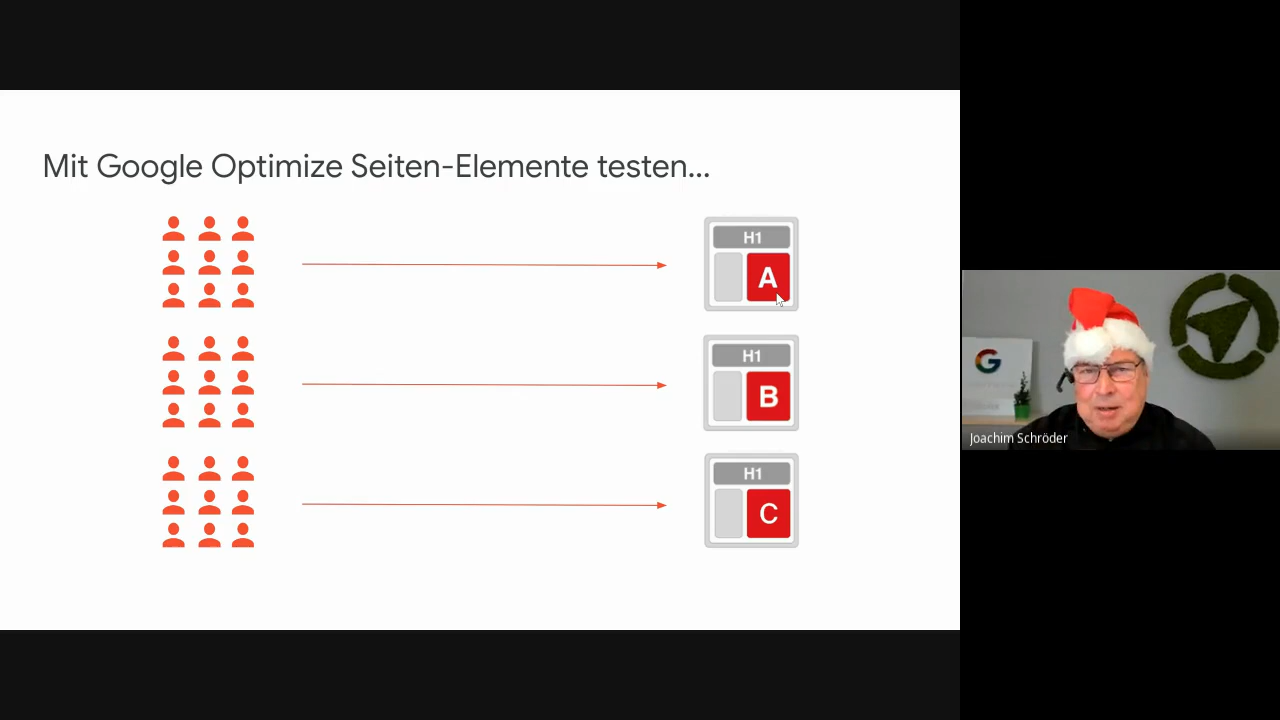 Mit Google Optimize Seiten-Elemente testen...
H1
A
H1
B
H1
C
G
Joachim Schröder